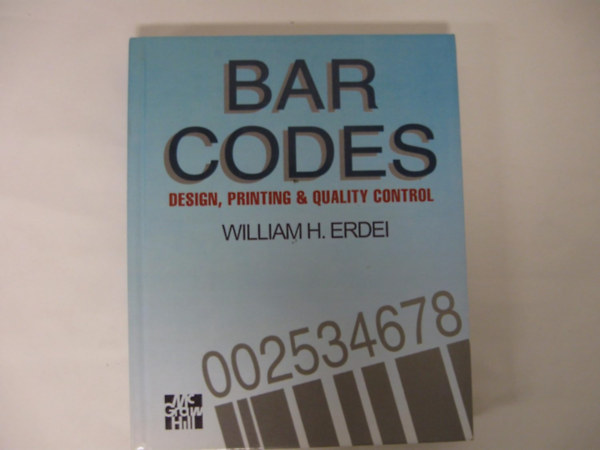 BAR
CODES
DESIGN, PRINTING & QUALITY CONTROL
WILLIAM H. ERDEI
002534678
Mc
Graw
Hill